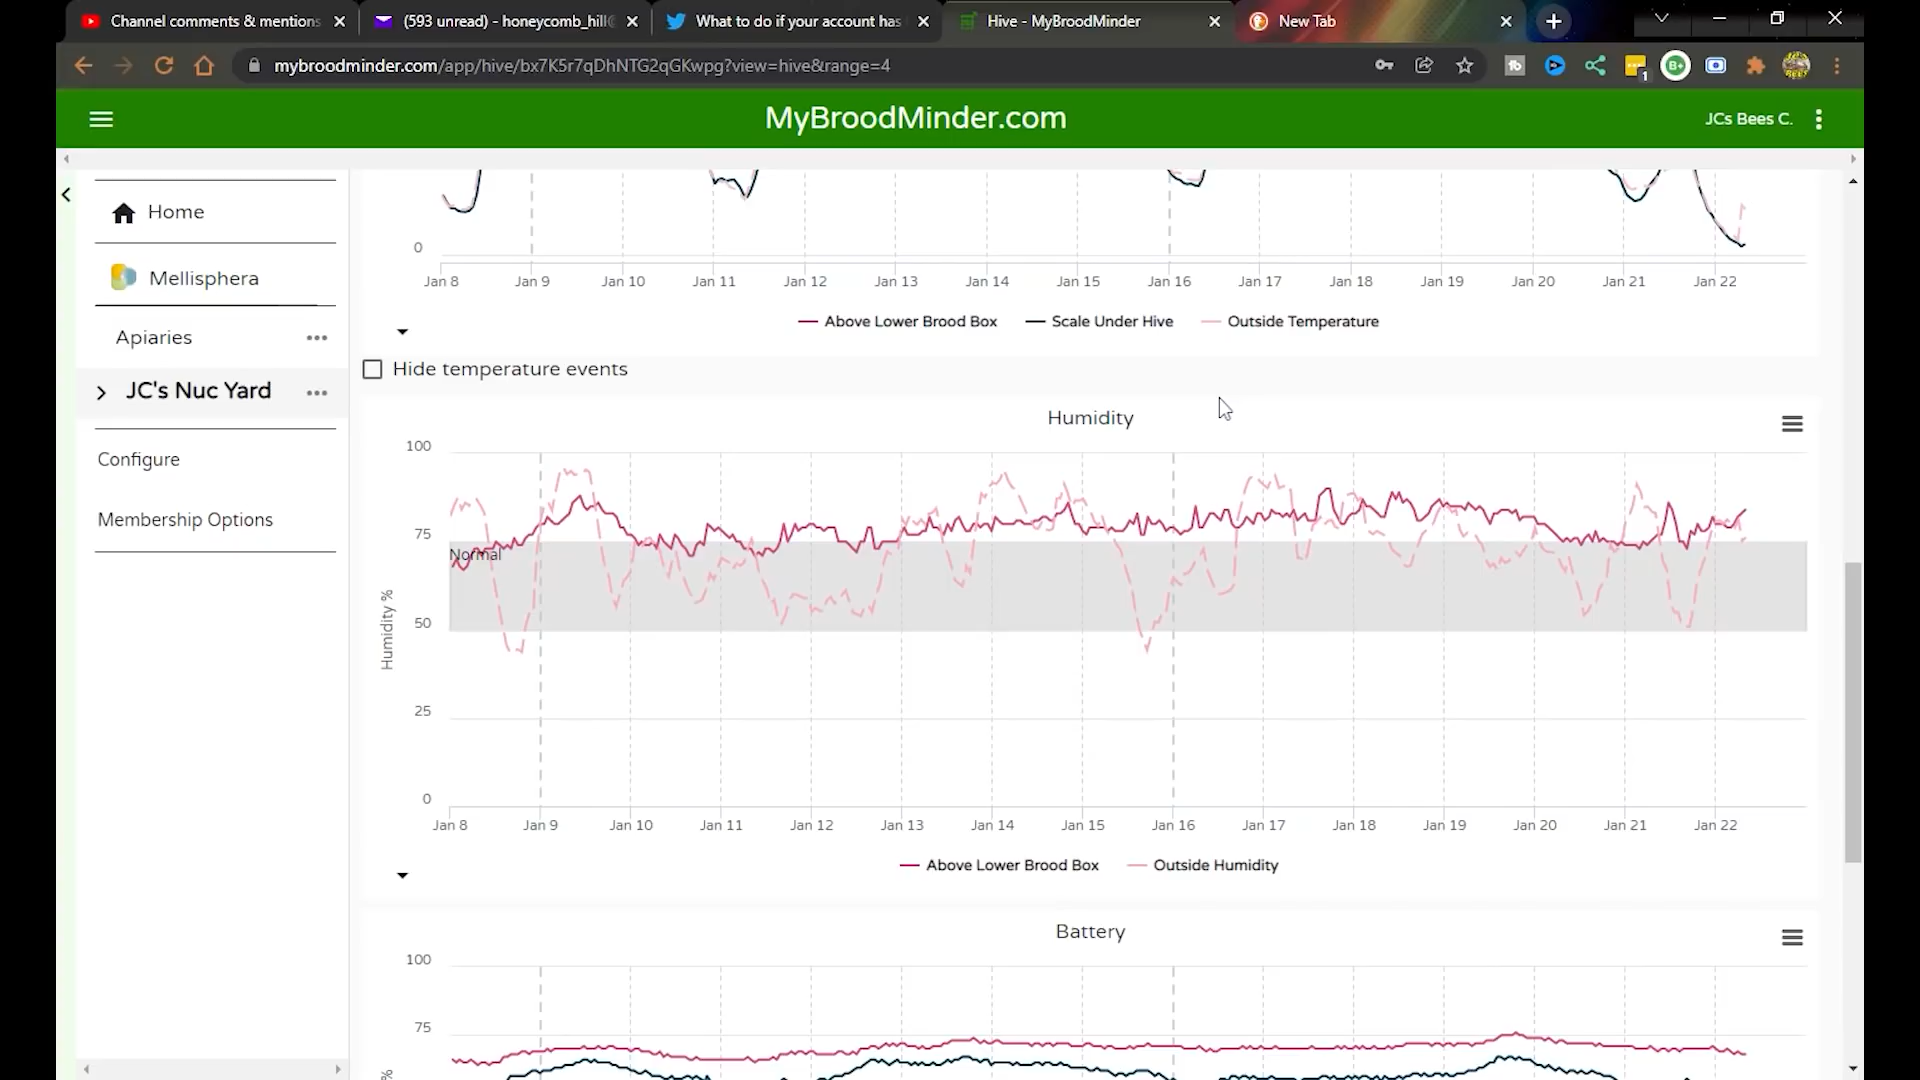 Channel comments & mentions
(593 unread) - honeycomb_hill@
What to do if your account has
Hive - MyBroodMinder
New Tab
mybroodminder.com/app/hive/bx7K5r7qDhNTG2qGKwpg?view=hive&range=4
1
B+
MyBroodMinder.com
JCs Bees C.
Home
Mellisphera
Apiaries
JC's Nuc Yard
Configure
Membership Options
0
Jan 8 Jan 9 Jan 10 Jan 11 Jan 12 Jan 13 Jan 14 Jan 15 Jan 16 Jan 17 Jan 18 Jan 19 Jan 20 Jan 21 Jan 22
Above Lower Brood Box Scale Under Hive Outside Temperature
Hide temperature events
Humidity
100
75
Normal
50
25
0
Humidity %
Jan 8 Jan 9 Jan 10 Jan 11 Jan 12 Jan 13 Jan 14 Jan 15 Jan 16 Jan 17 Jan 18 Jan 19 Jan 20 Jan 21 Jan 22
Above Lower Brood Box Outside Humidity
Battery
100
75
%